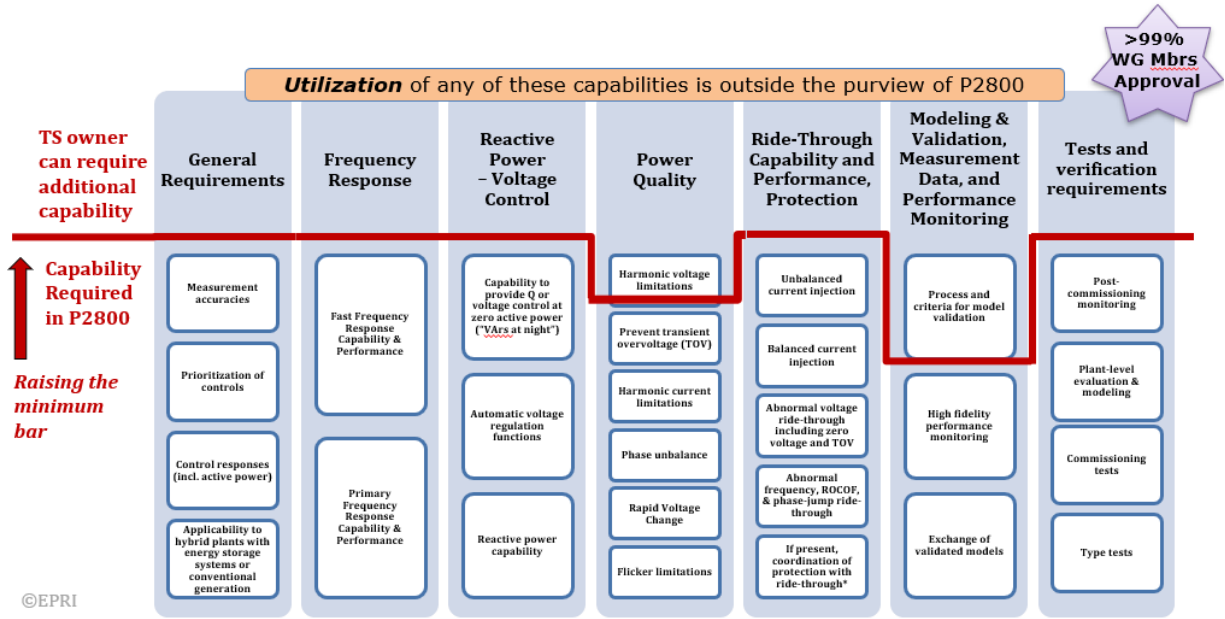 >99%
WG Mbrs
Approval
Utilization of any of these capabilities is outside the purview of P2800
TS owner
can require
additional
capability
Capability
Required
in P2800
Raising the
minimum
bar
General
Requirements
Measurement
accuracies
Prioritization of
controls
Control responses
(incl. active power)
Applicability to
hybrid plants with
energy storage
systems or
conventional
generation
Frequency
Response
Fast Frequency
Response
Capability &
Performance
Primary
Frequency
Response
Capability &
Performance
Reactive
Power
– Voltage
Control
Capability to
provide Q or
voltage control at
zero active power
("VArs at night")
Automatic voltage
regulation
functions
Reactive power
capability
Power
Quality
Harmonic voltage
limitations
Prevent transient
overvoltage (TOV)
Harmonic current
limitations
Phase unbalance
Rapid Voltage
Change
Flicker limitations
Ride-Through
Capability and
Performance,
Protection
Unbalanced
current injection
Balanced current
injection
Abnormal voltage
ride-through
including zero
voltage and TOV
Abnormal
frequency, ROCOF,
& phase-jump ride-
through
If present,
coordination of
protection with
ride-through*
Modeling &
Validation,
Measurement
Data, and
Performance
Monitoring
Process and
criteria for model
validation
High fidelity
performance
monitoring
Exchange of
validated models
Tests and
verification
requirements
Post-
commissioning
monitoring
Plant-level
evaluation &
modeling
Commissioning
tests
Type tests
©EPRI